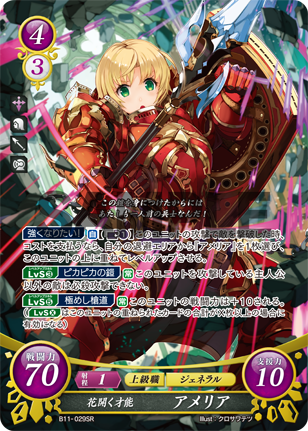 4
3
この鎧を身につけたからには
あたしも一人前の兵士なんだ！
強くなりたい！ 自 このユニットの攻撃で敵を撃破した時、
コストを支払うなら、自分の退避エリアから『アメリア』を1枚選び、
このユニットの上に重ねてレベルアップさせる。
LvS ピカピカの鎧 常 このユニットを攻撃している主人公
以外の敵は必殺攻撃できない。
LvS 極めし槍道 常 このユニットの戦闘力は+10される。
はこのユニットの重ねられたカードの合計がX枚以上の場合に
有効になる)
戦闘力
70
射程 1 上級職 ジェネラル
支援力
10
花開く才能 アメリア
B11-029SR
Illust.:クロサワテツ